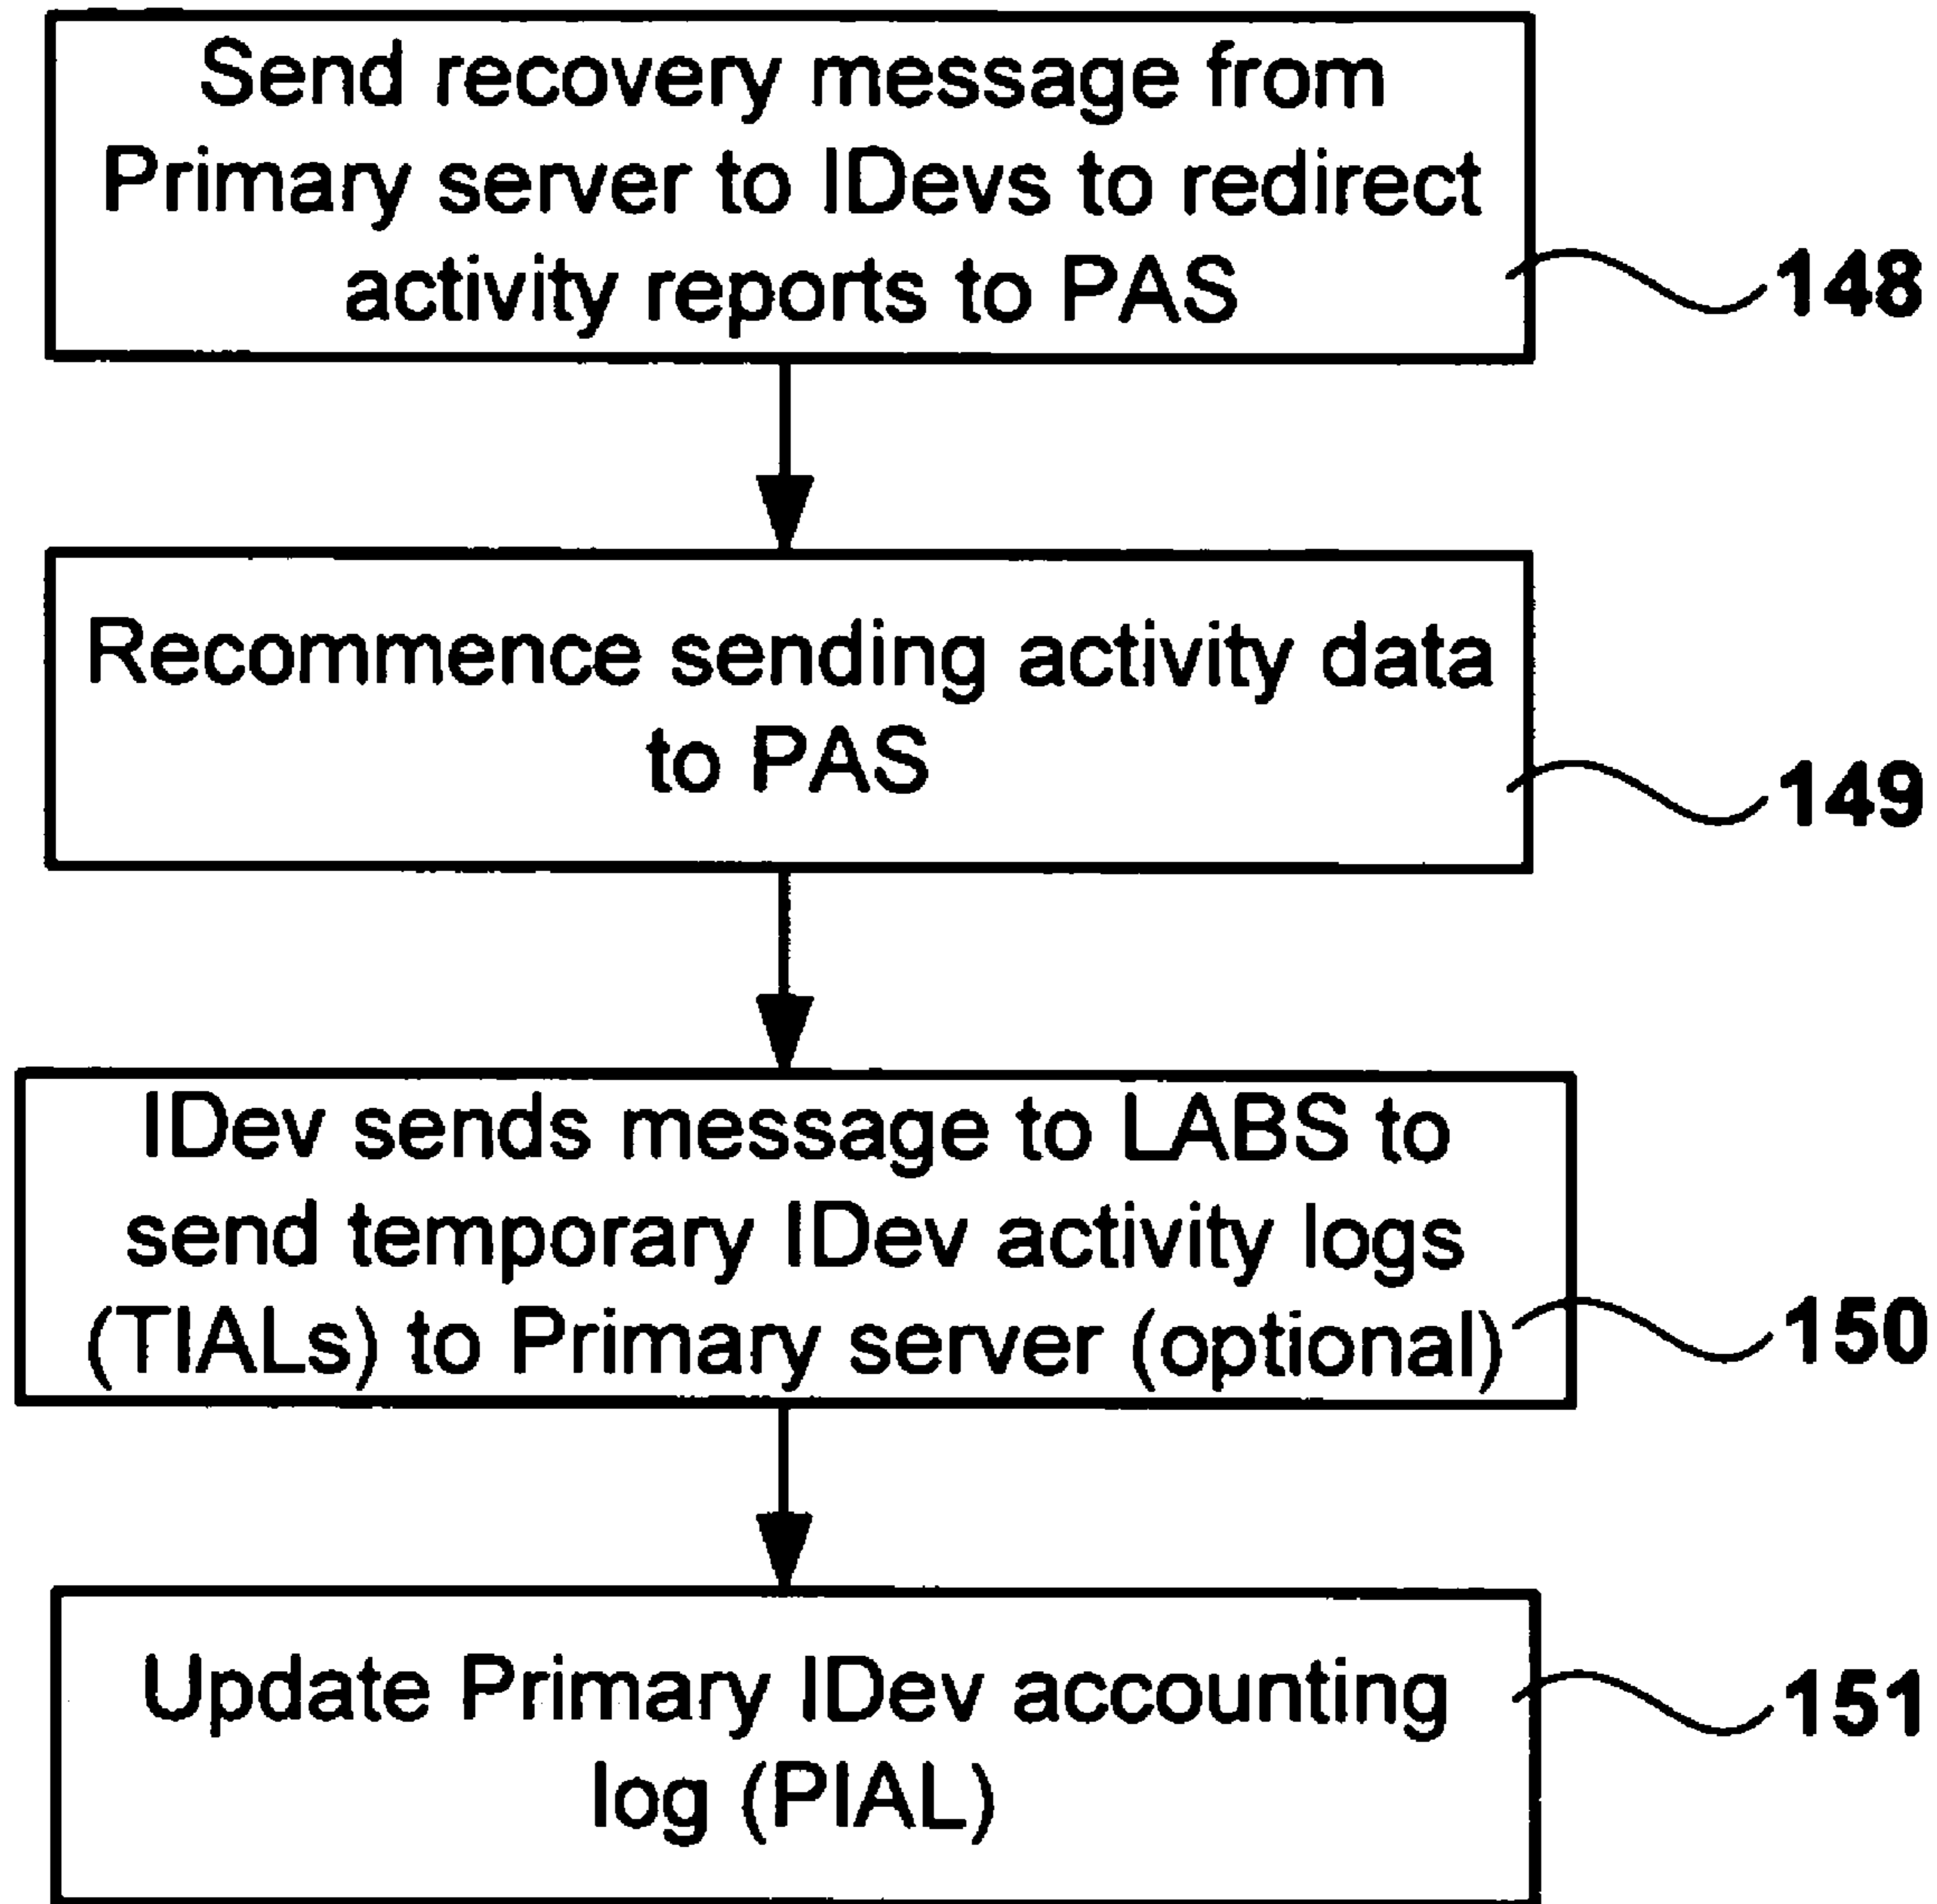 Send recovery message from
Primary server to IDevs to redirect
activity reports to PAS
148
Recommence sending activity data
to PAS
149
IDev sends message to LABS to
send temporary IDev activity logs
(TIALs) to Primary server (optional)
150
Update Primary IDev accounting
log (PIAL)
151